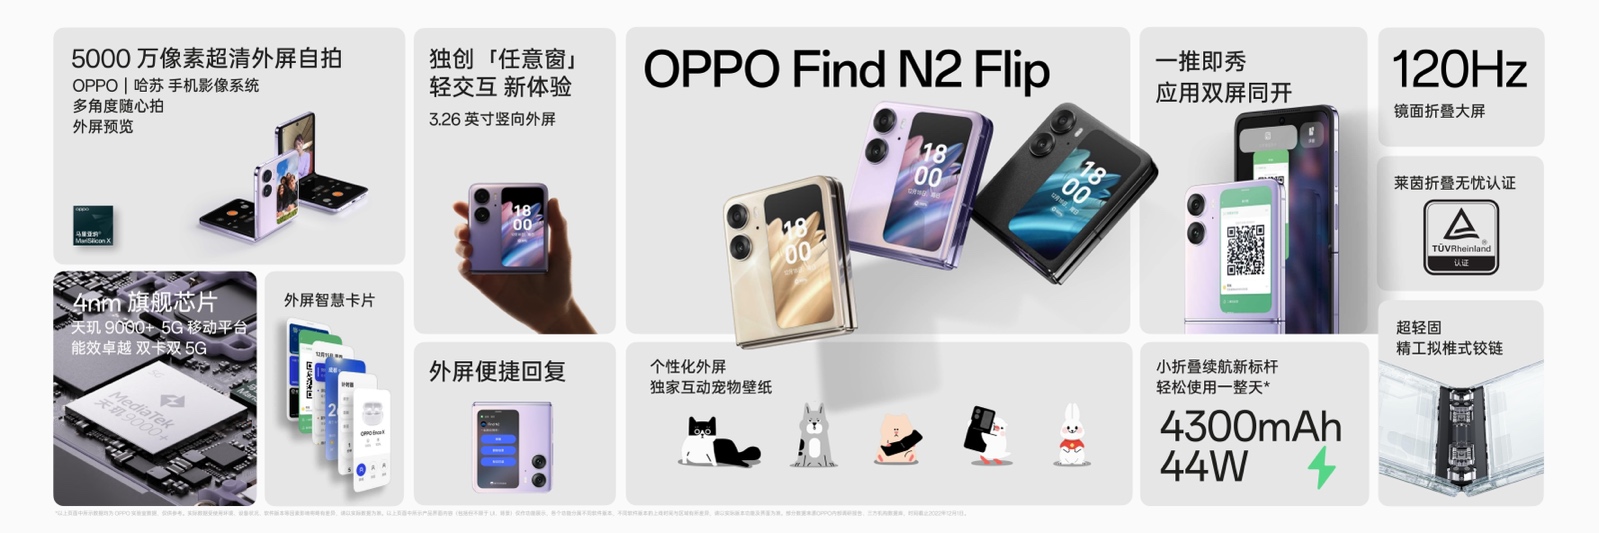 5000 万像素超清外屏自拍
OPPO | 哈苏 手机影像系统
多角度随心拍
外屏预览
OPPO
马里亚纳
MariSilicon X
独创「任意窗」
轻交互 新体验
3.26 英寸竖向外屏
18
00
OPPO Find N2 Flip
18
00
18
00
18
00
一推即秀
应用双屏同开
120Hz
镜面折叠大屏
莱茵折叠无忧认证
TÜVRheinland
认证
4nm 旗舰芯片
天玑 9000+ 5G 移动平台
能效卓越 双卡双 5G
MediaTek
天玑9000+
外屏智慧卡片
OPPO Enco X
外屏便捷回复
个性化外屏
独家互动宠物壁纸
小折叠续航新标杆
轻松使用一整天*
4300mAh
44W
超轻固
精工拟椎式铰链